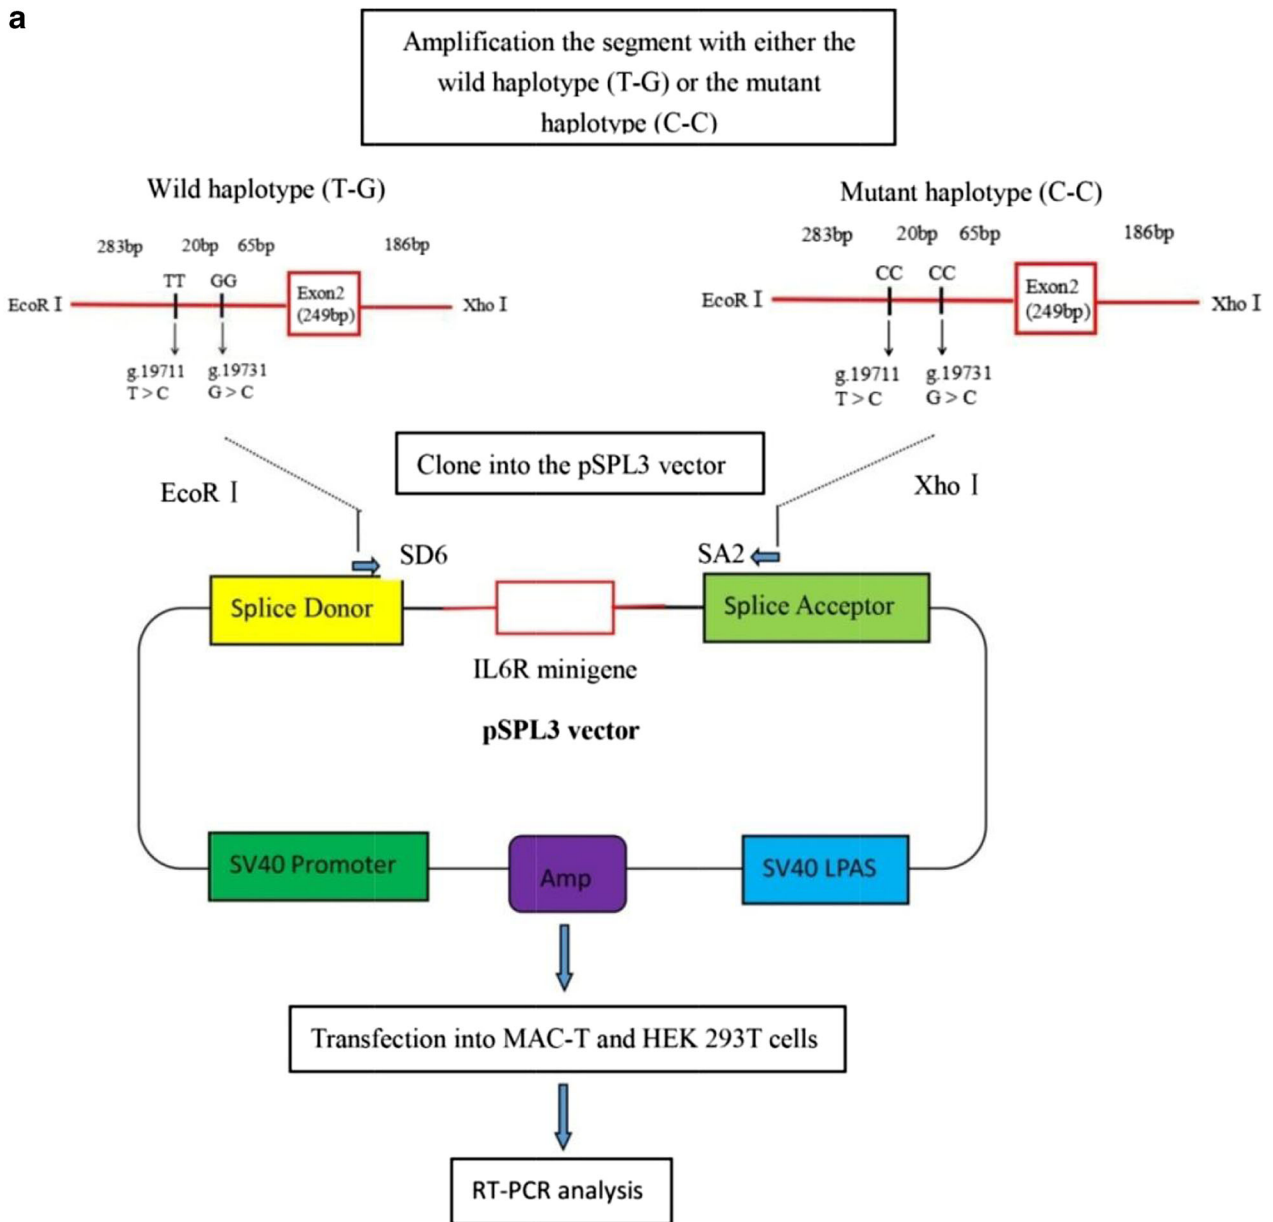 a
Amplification the segment with either the
wild haplotype (T-G) or the mutant
haplotype (C-C)
Wild haplotype (T-G)
Mutant haplotype (C-C)
283bp 20bp 65bp 186bp
283bp 20bp 65bp 186bp
TT GG
CC CC
EcoR I
Exon2
(249bp)
Xho I
EcoR I
Exon2
(249bp)
Xho I
g.19711
T>C
g.19731
G>C
g.19711
T>C
g.19731
G>C
Clone into the pSPL3 vector
EcoR I
Xho I
SD6
SA2
Splice Donor
Splice Acceptor
IL6R minigene
pSPL3 vector
SV40 Promoter
Amp
SV40 LPAS
Transfection into MAC-T and HEK 293T cells
RT-PCR analysis